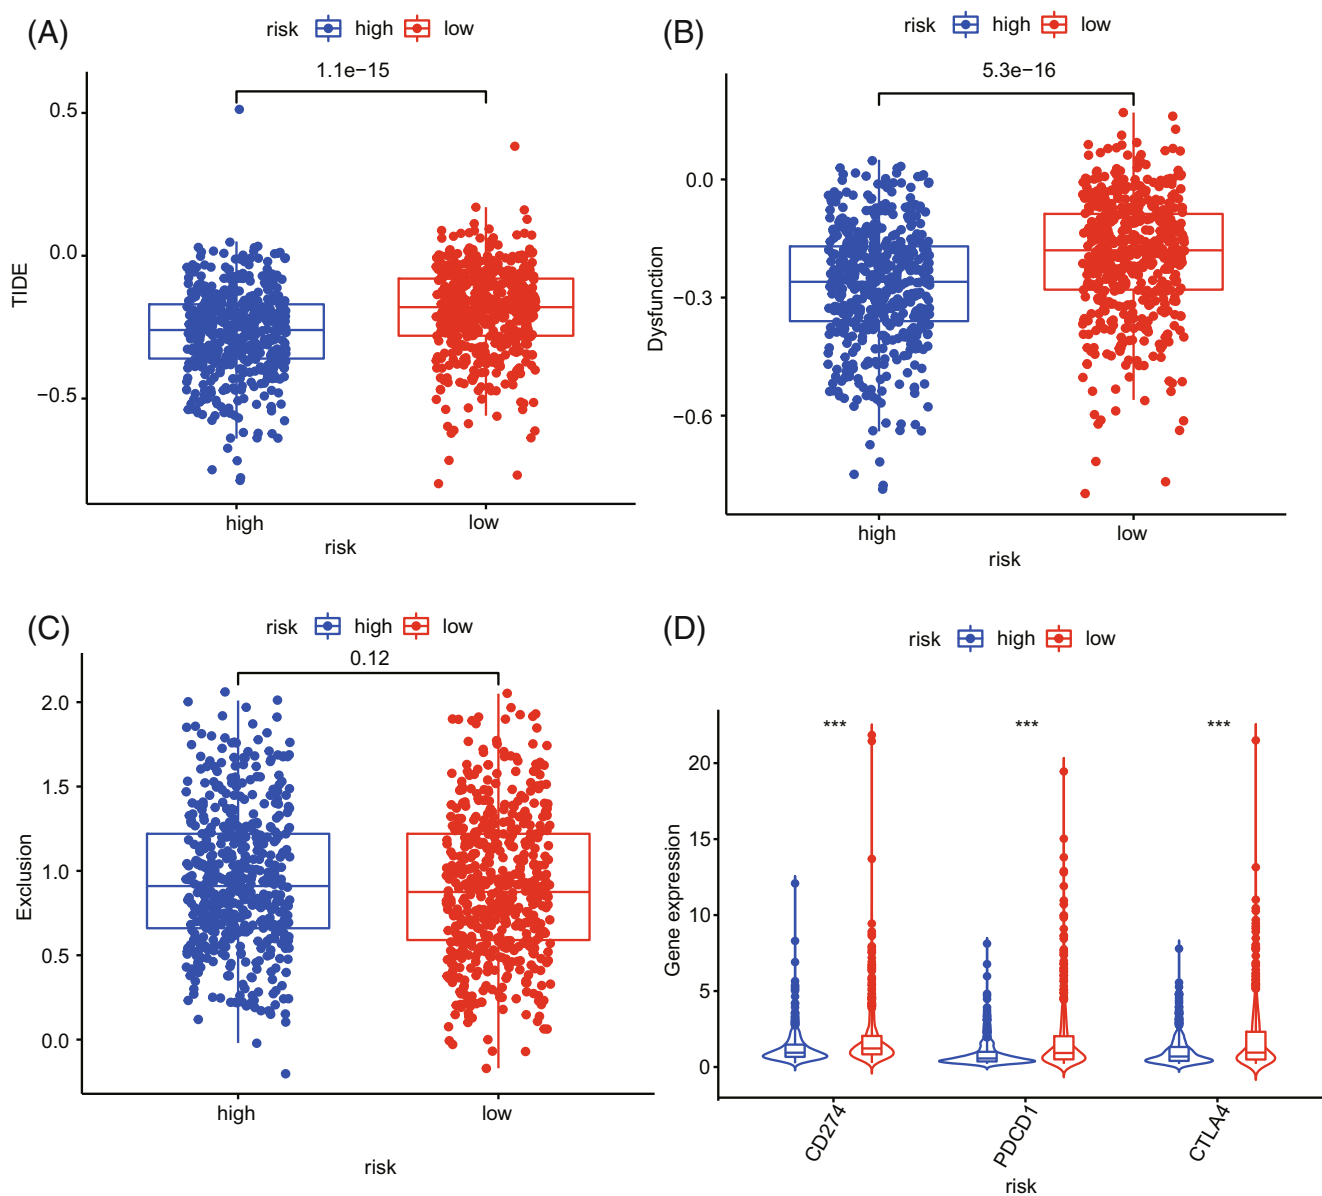 (A)
risk high low
1.1e−15
0.5
0.0
−0.5
TIDE
high low
risk
(B)
risk high low
5.3e−16
0.0
−0.3
−0.6
Dysfunction
high low
risk
(C)
risk high low
0.12
2.0
1.5
1.0
0.5
0.0
Exclusion
high low
risk
(D)
risk high low
*** *** ***
20
15
10
5
0
Gene expression
CD274 PDCD1 CTLA4
risk